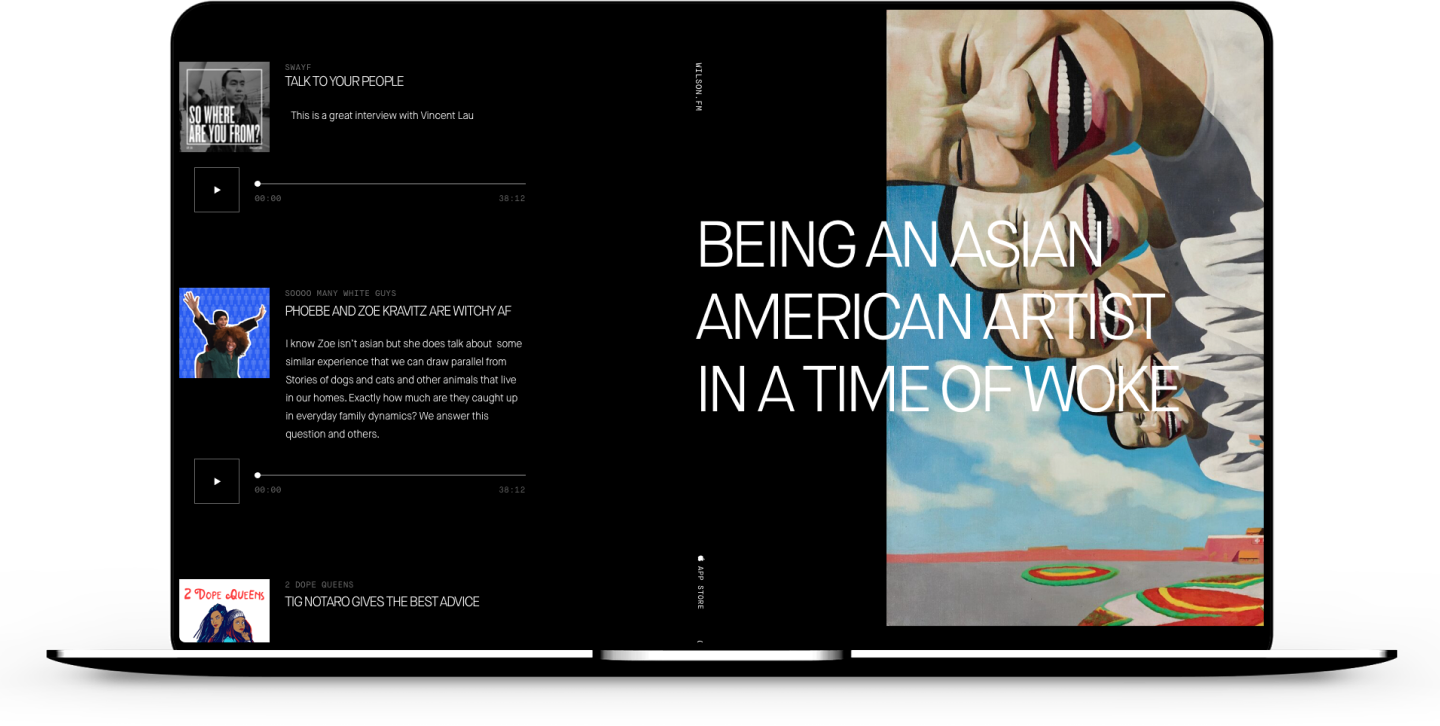 SWAYF
TALK TO YOUR PEOPLE
This is a great interview with Vincent Lau
SO WHERE
ARE YOU FROM?
00:00
38:12
SOOOO MANY WHITE GUYS
PHOEBE AND ZOE KRAVITZ ARE WITCHY AF
I know Zoe isn't asian but she does talk about some
similar experience that we can draw parallel from
Stories of dogs and cats and other animals that live
in our homes. Exactly how much are they caught up
in everyday family dynamics? We answer this
question and others.
00:00
38:12
2 DOPE QUEENS
TIG NOTARO GIVES THE BEST ADVICE
2 DOPE QUEENS
WILSON.FM
BEING AN ASIAN
AMERICAN ARTIST
IN A TIME OF WOKE
APP STORE